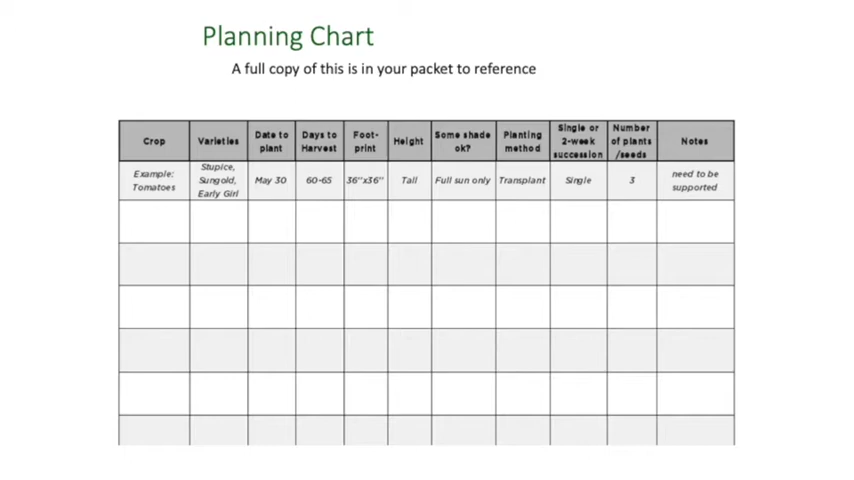 Planning Chart
A full copy of this is in your packet to reference
Crop
Varieties
Date to
plant
Days to
Harvest
Foot-
print
Height
Some shade
ok?
Planting
method
Single or
2-week
succession
Number
of plants
/seeds
Notes
Example:
Tomatoes
Stupice,
Sungold,
Early Girl
May 30
60-65
36"x36"
Tall
Full sun only
Transplant
Single
3
need to be
supported